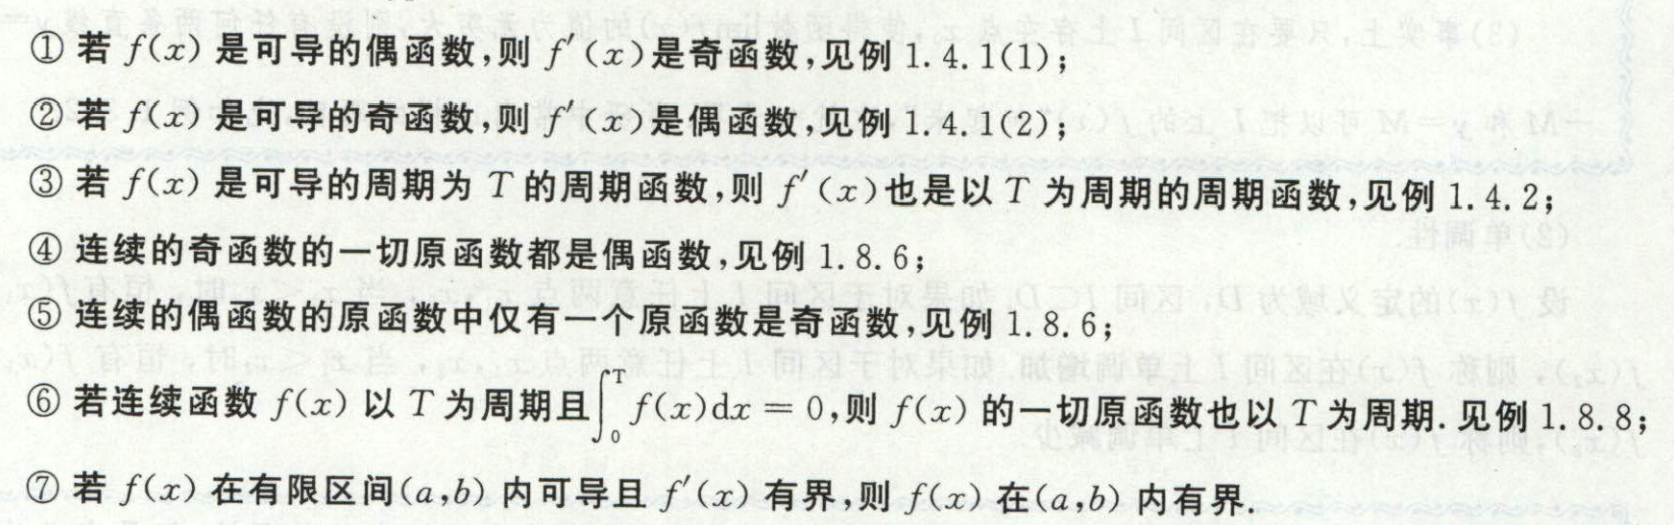 ① 若 f(x) 是可导的偶函数,则 f′(x)是奇函数,见例 1.4.1(1);
② 若 f(x) 是可导的奇函数,则 f′(x)是偶函数,见例 1.4.1(2);
③ 若 f(x) 是可导的周期为 T 的周期函数,则 f′(x)也是以 T 为周期的周期函数,见例 1.4.2;
④ 连续的奇函数的一切原函数都是偶函数,见例 1.8.6;
⑤ 连续的偶函数的原函数中仅有一个原函数是奇函数,见例 1.8.6;
⑥ 若连续函数 f(x) 以 T 为周期且∫₀ᵀ f(x)dx = 0,则 f(x) 的一切原函数也以 T 为周期.见例 1.8.8;
⑦ 若 f(x) 在有限区间(a,b) 内可导且 f′(x) 有界,则 f(x) 在(a,b) 内有界.